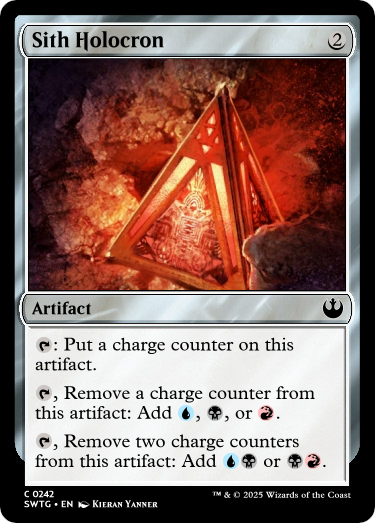 Sith Holocron 2
Artifact
: Put a charge counter on this
artifact.
, Remove a charge counter from
this artifact: Add , , or .
, Remove two charge counters
from this artifact: Add or .
C 0242
SWTG • EN Kieran Yanner
™ & © 2025 Wizards of the Coast